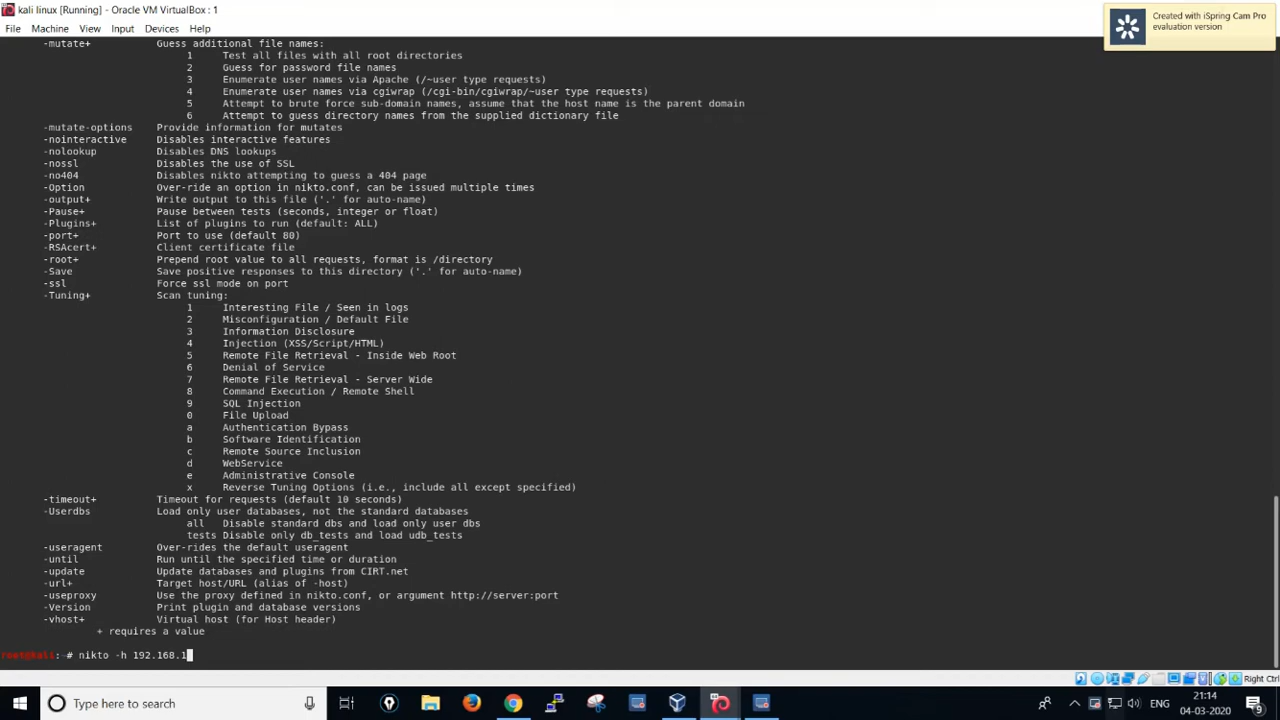 kali linux [Running] - Oracle VM VirtualBox : 1
File Machine View Input Devices Help
Created with iSpring Cam Pro
evaluation version
-mutate+ Guess additional file names:
1 Test all files with all root directories
2 Guess for password file names
3 Enumerate user names via Apache (/~user type requests)
4 Enumerate user names via cgiwrap (/cgi-bin/cgiwrap/~user type requests)
5 Attempt to brute force sub-domain names, assume that the host name is the parent domain
6 Attempt to guess directory names from the supplied dictionary file
-mutate-options Provide information for mutates
-nointeractive Disables interactive features
-nolookup Disables DNS lookups
-nossl Disables the use of SSL
-no404 Disables nikto attempting to guess a 404 page
-Option Over-ride an option in nikto.conf, can be issued multiple times
-output+ Write output to this file ('.' for auto-name)
-Pause+ Pause between tests (seconds, integer or float)
-Plugins+ List of plugins to run (default: ALL)
-port+ Port to use (default 80)
-RSAcert+ Client certificate file
-root+ Prepend root value to all requests, format is /directory
-Save Save positive responses to this directory ('.' for auto-name)
-ssl Force ssl mode on port
-Tuning+ Scan tuning:
1 Interesting File / Seen in logs
2 Misconfiguration / Default File
3 Information Disclosure
4 Injection (XSS/Script/HTML)
5 Remote File Retrieval - Inside Web Root
6 Denial of Service
7 Remote File Retrieval - Server Wide
8 Command Execution / Remote Shell
9 SQL Injection
0 File Upload
a Authentication Bypass
b Software Identification
c Remote Source Inclusion
d WebService
e Administrative Console
x Reverse Tuning Options (i.e., include all except specified)
-timeout+ Timeout for requests (default 10 seconds)
-Userdbs Load only user databases, not the standard databases
all Disable standard dbs and load only user dbs
tests Disable only db_tests and load udb_tests
-useragent Over-rides the default useragent
-until Run until the specified time or duration
-update Update databases and plugins from CIRT.net
-url+ Target host/URL (alias of -host)
-useproxy Use the proxy defined in nikto.conf, or argument http://server:port
-Version Print plugin and database versions
-vhost+ Virtual host (for Host header)
+ requires a value
root@kali:~# nikto -h 192.168.1
Right Ctrl
Type here to search
ENG
21:14
04-03-2020
9